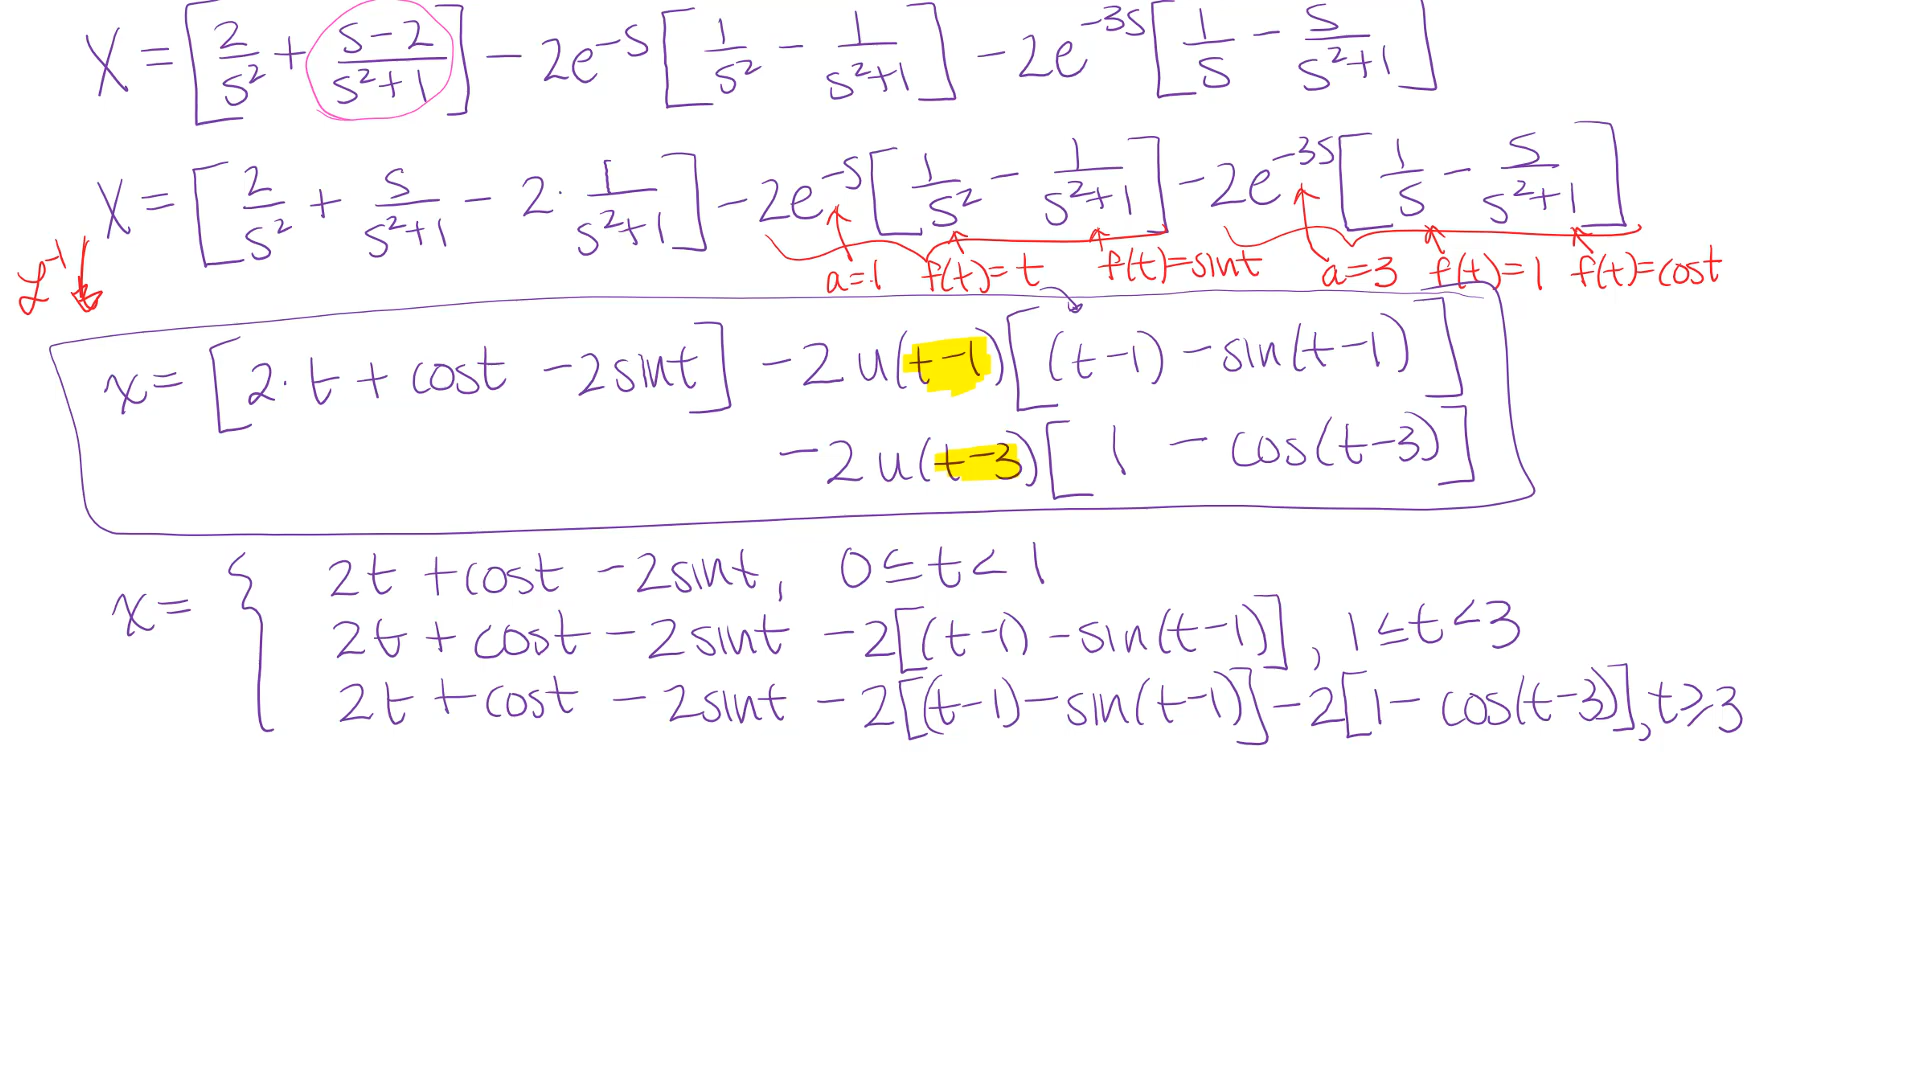 X = [2/s² + (s-2)/(s²+1)] - 2e^(-s) [1/s² - 1/(s²+1)] - 2e^(-3s) [1/s - s/(s²+1)]
X = [2/s² + s/(s²+1) - 2 · 1/(s²+1)] - 2e^(-s) [1/s² - 1/(s²+1)] - 2e^(-3s) [1/s - s/(s²+1)]
ℒ⁻¹ ↓ a=1 f(t)=t f(t)=sint a=3 f(t)=1 f(t)=cost
x = [2·t + cost - 2sint] - 2u(t-1)[(t-1) - sin(t-1)]
- 2u(t-3)[1 - cos(t-3)]
x = { 2t + cost - 2sint, 0 ≤ t < 1
2t + cost - 2sint - 2[(t-1) - sin(t-1)], 1 ≤ t < 3
2t + cost - 2sint - 2[(t-1) - sin(t-1)] - 2[1 - cos(t-3)], t ≥ 3